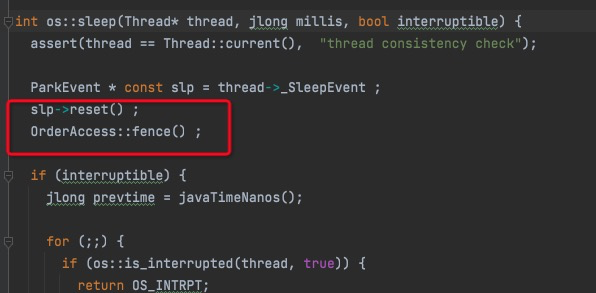 int os::sleep(Thread* thread, jlong millis, bool interruptible) {
assert(thread == Thread::current(),  "thread consistency check");
ParkEvent * const slp = thread->_SleepEvent ;
slp->reset() ;
OrderAccess::fence() ;
if (interruptible) {
jlong prevtime = javaTimeNanos();
for (;;) {
if (os::is_interrupted(thread, true)) {
return OS_INTRPT;